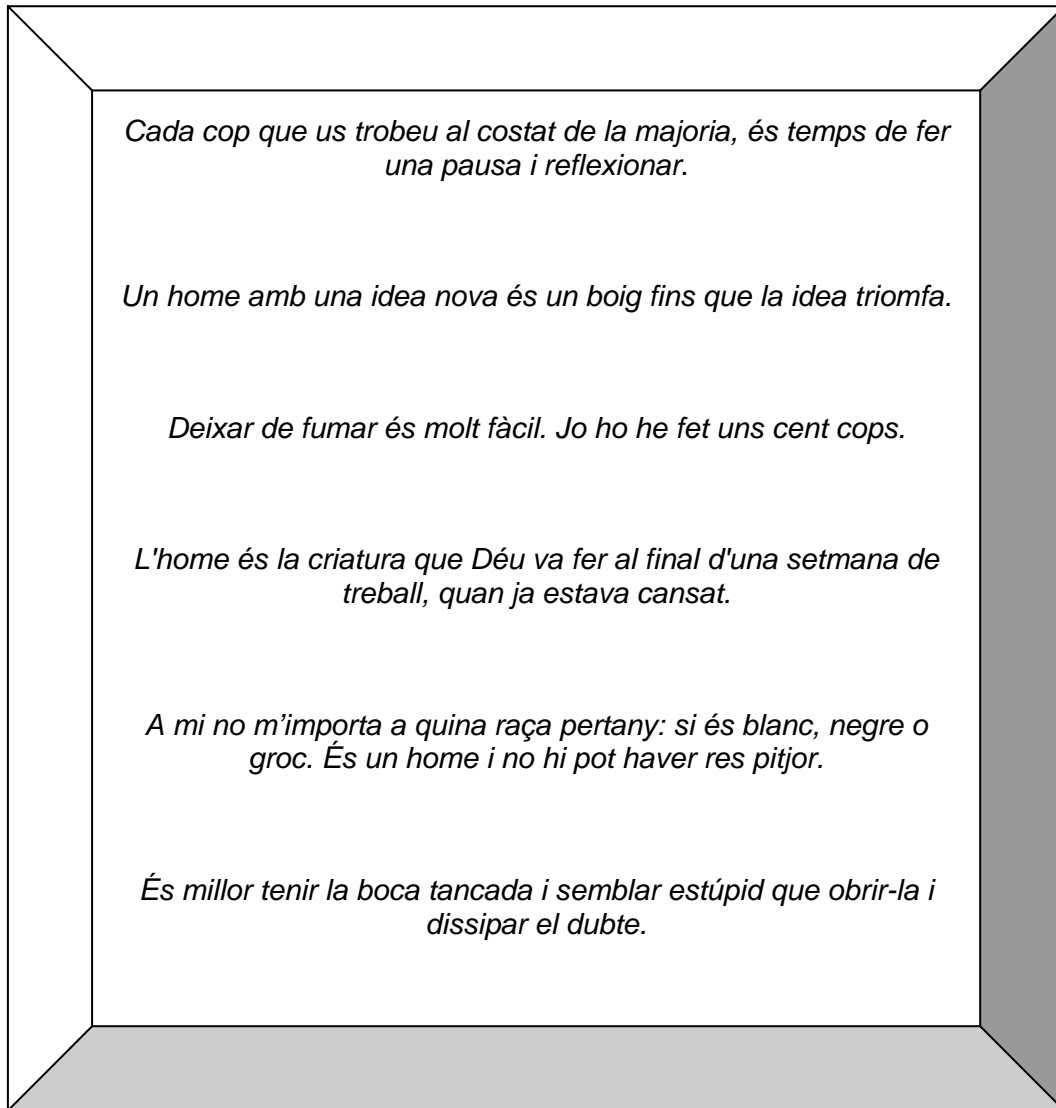 Cada cop que us trobeu al costat de la majoria, és temps de fer
una pausa i reflexionar.
Un home amb una idea nova és un boig fins que la idea triomfa.
Deixar de fumar és molt fàcil. Jo ho he fet uns cent cops.
L'home és la criatura que Déu va fer al final d'una setmana de
treball, quan ja estava cansat.
A mi no m’importa a quina raça pertany: si és blanc, negre o
groc. És un home i no hi pot haver res pitjor.
És millor tenir la boca tancada i semblar estúpid que obrir-la i
dissipar el dubte.